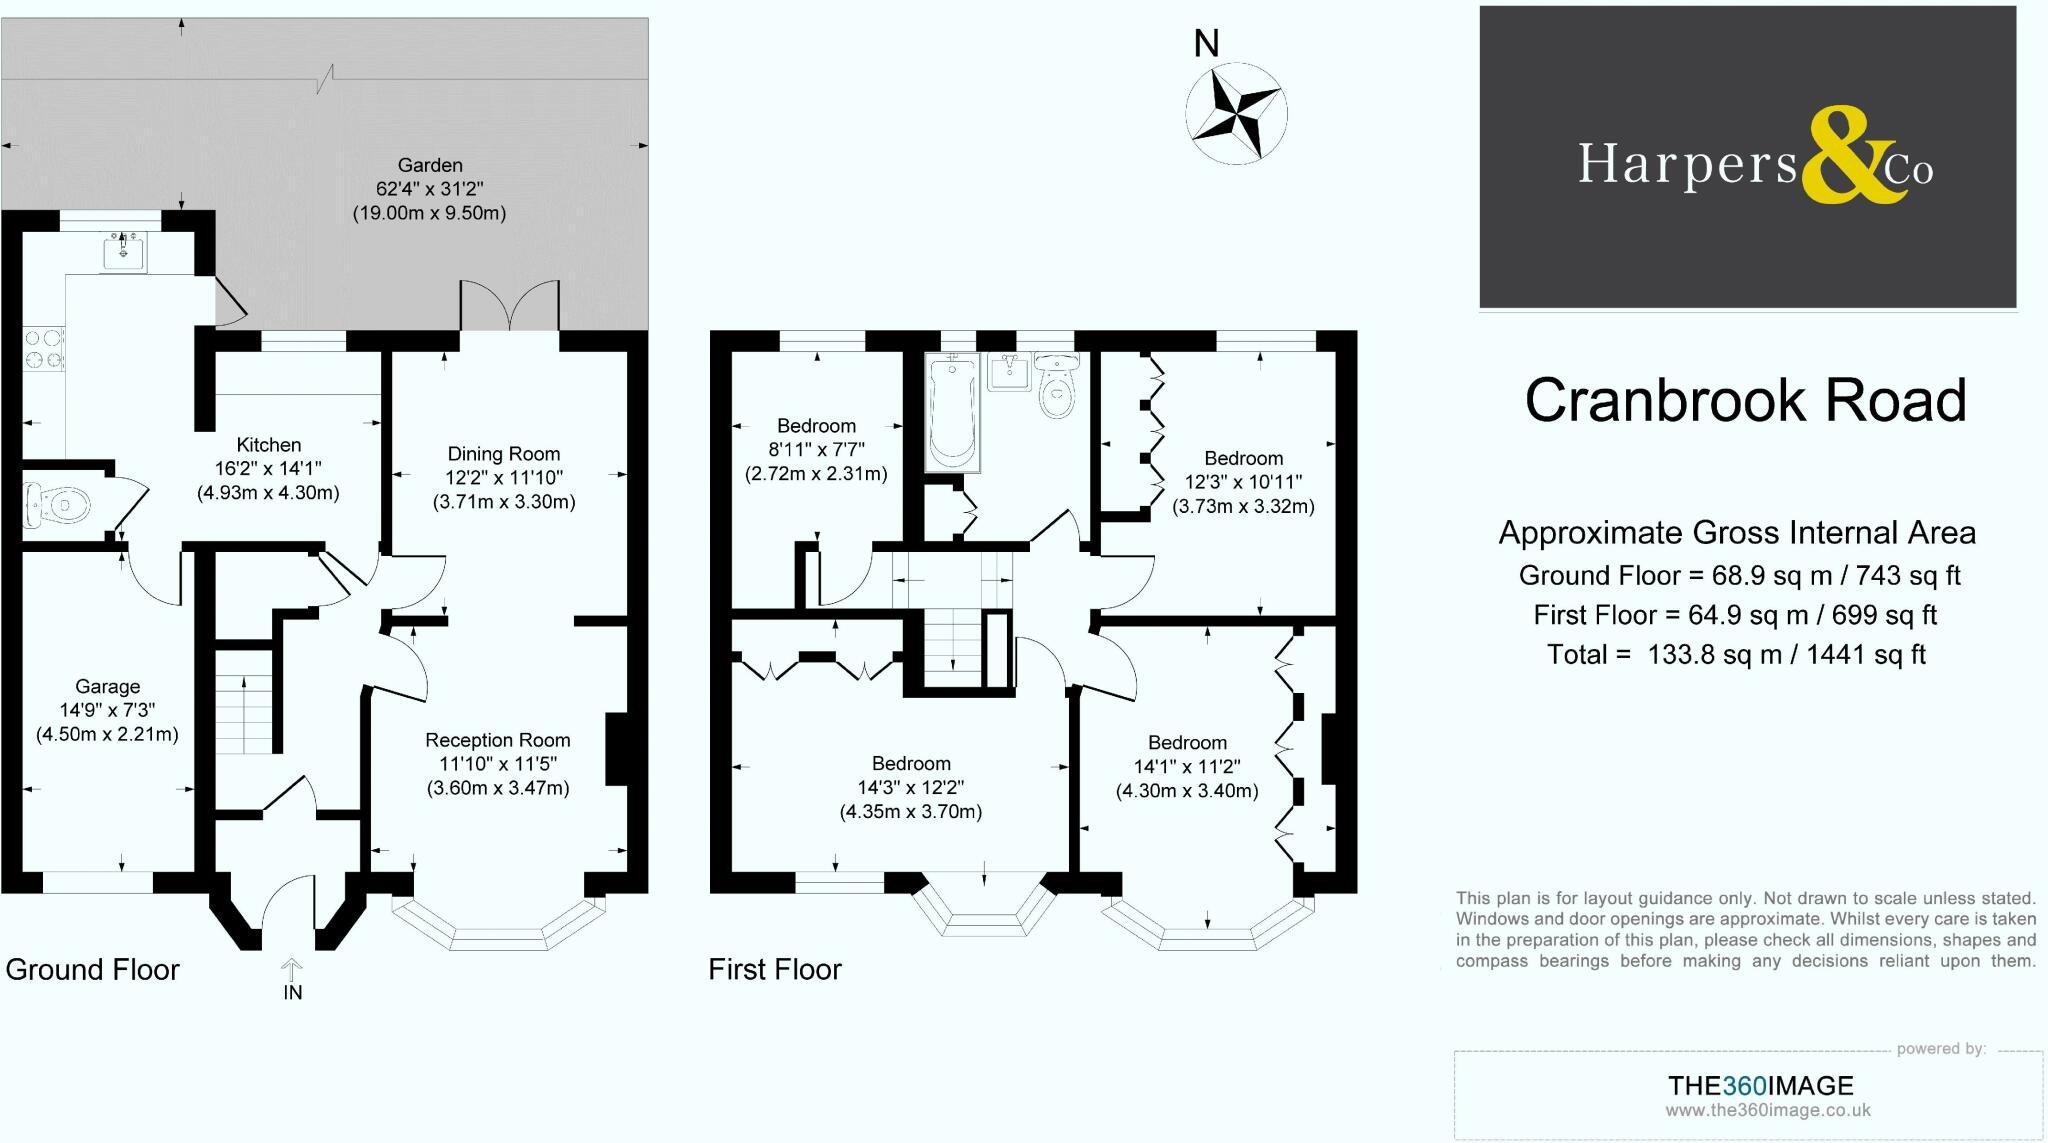 N
Harpers&Co
Garden
62'4" x 31'2"
(19.00m x 9.50m)
Kitchen
16'2" x 14'1"
(4.93m x 4.30m)
Dining Room
12'2" x 11'10"
(3.71m x 3.30m)
Garage
14'9" x 7'3"
(4.50m x 2.21m)
Reception Room
11'10" x 11'5"
(3.60m x 3.47m)
Ground Floor
IN
Bedroom
8'11" x 7'7"
(2.72m x 2.31m)
Bedroom
12'3" x 10'11"
(3.73m x 3.32m)
Bedroom
14'3" x 12'2"
(4.35m x 3.70m)
Bedroom
14'1" x 11'2"
(4.30m x 3.40m)
First Floor
Cranbrook Road
Approximate Gross Internal Area
Ground Floor = 68.9 sq m / 743 sq ft
First Floor = 64.9 sq m / 699 sq ft
Total = 133.8 sq m / 1441 sq ft
This plan is for layout guidance only. Not drawn to scale unless stated.
Windows and door openings are approximate. Whilst every care is taken
in the preparation of this plan, please check all dimensions, shapes and
compass bearings before making any decisions reliant upon them.
powered by:
THE360IMAGE
www.the360image.co.uk